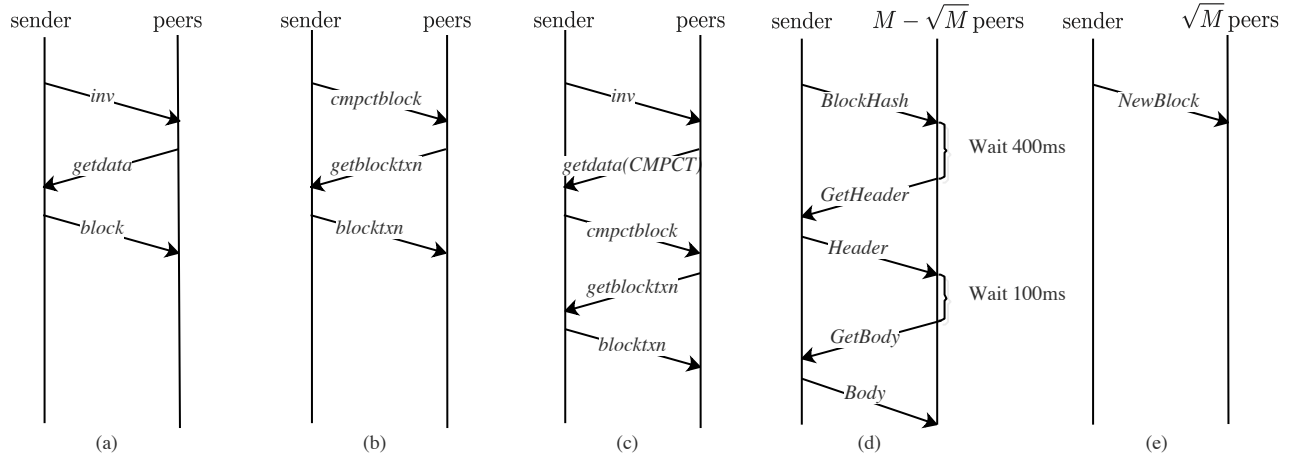 sender peers
inv
getdata
block
(a)
sender peers
cmpctblock
getblocktxn
blocktxn
(b)
sender peers
inv
getdata(CMPCT)
cmpctblock
getblocktxn
blocktxn
(c)
sender M − √M peers
BlockHash
Wait 400ms
GetHeader
Header
Wait 100ms
GetBody
Body
(d)
sender √M peers
NewBlock
(e)